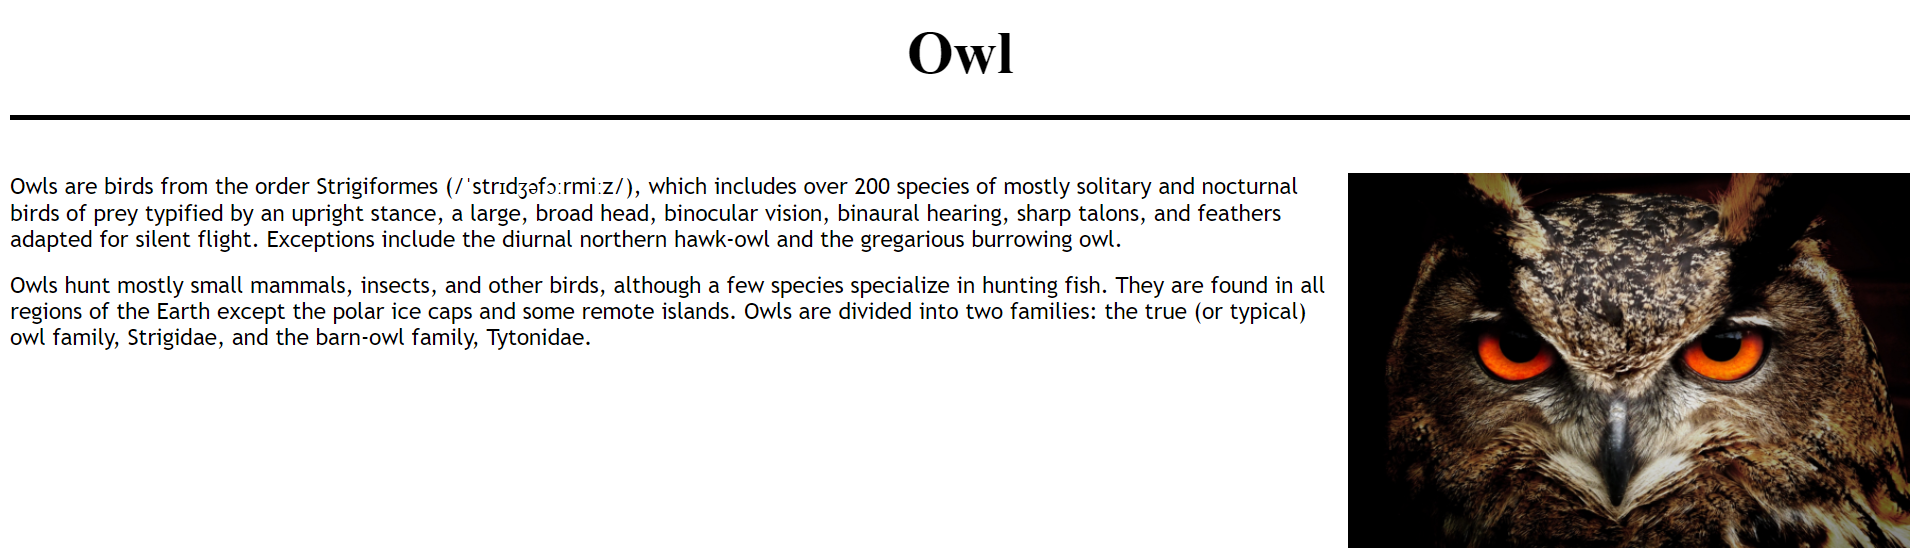 Owl
Owls are birds from the order Strigiformes (/ˈstrɪdʒəfɔːrmiːz/), which includes over 200 species of mostly solitary and nocturnal
birds of prey typified by an upright stance, a large, broad head, binocular vision, binaural hearing, sharp talons, and feathers
adapted for silent flight. Exceptions include the diurnal northern hawk-owl and the gregarious burrowing owl.
Owls hunt mostly small mammals, insects, and other birds, although a few species specialize in hunting fish. They are found in all
regions of the Earth except the polar ice caps and some remote islands. Owls are divided into two families: the true (or typical)
owl family, Strigidae, and the barn-owl family, Tytonidae.